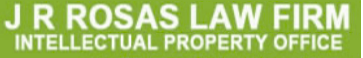 J R ROSAS LAW FIRM
INTELLECTUAL PROPERTY OFFICE